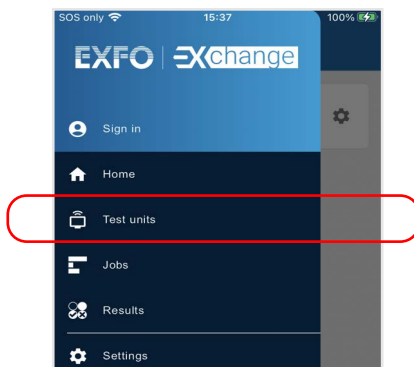 SOS only 15:37 100%
EXFO EXchange
Sign in
Home
Test units
Jobs
Results
Settings